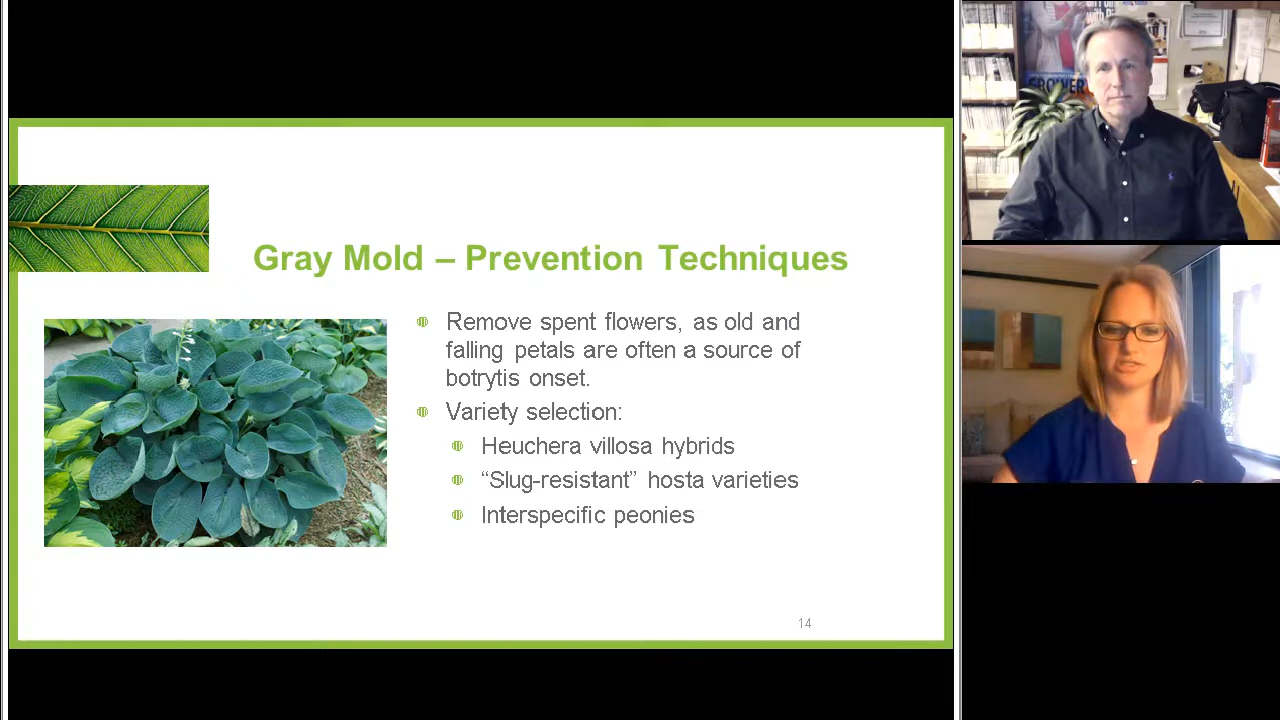 Gray Mold – Prevention Techniques
Remove spent flowers, as old and
falling petals are often a source of
botrytis onset.
Variety selection:
Heuchera villosa hybrids
“Slug-resistant” hosta varieties
Interspecific peonies
14
GROWER